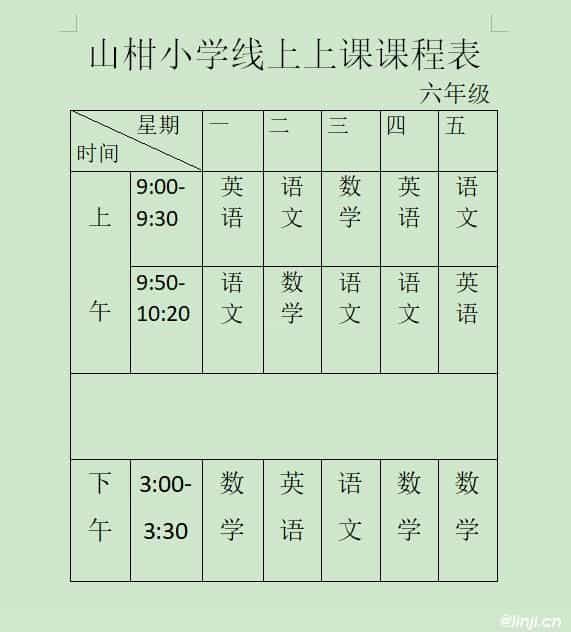 山柑小学线上上课课程表
六年级
星期 一 二 三 四 五
时间
上午 9:00-9:30 英语 语文 数学 英语 语文
9:50-10:20 语文 数学 语文 语文 英语
下午 3:00-3:30 数学 英语 语文 数学 数学
@linji.cn